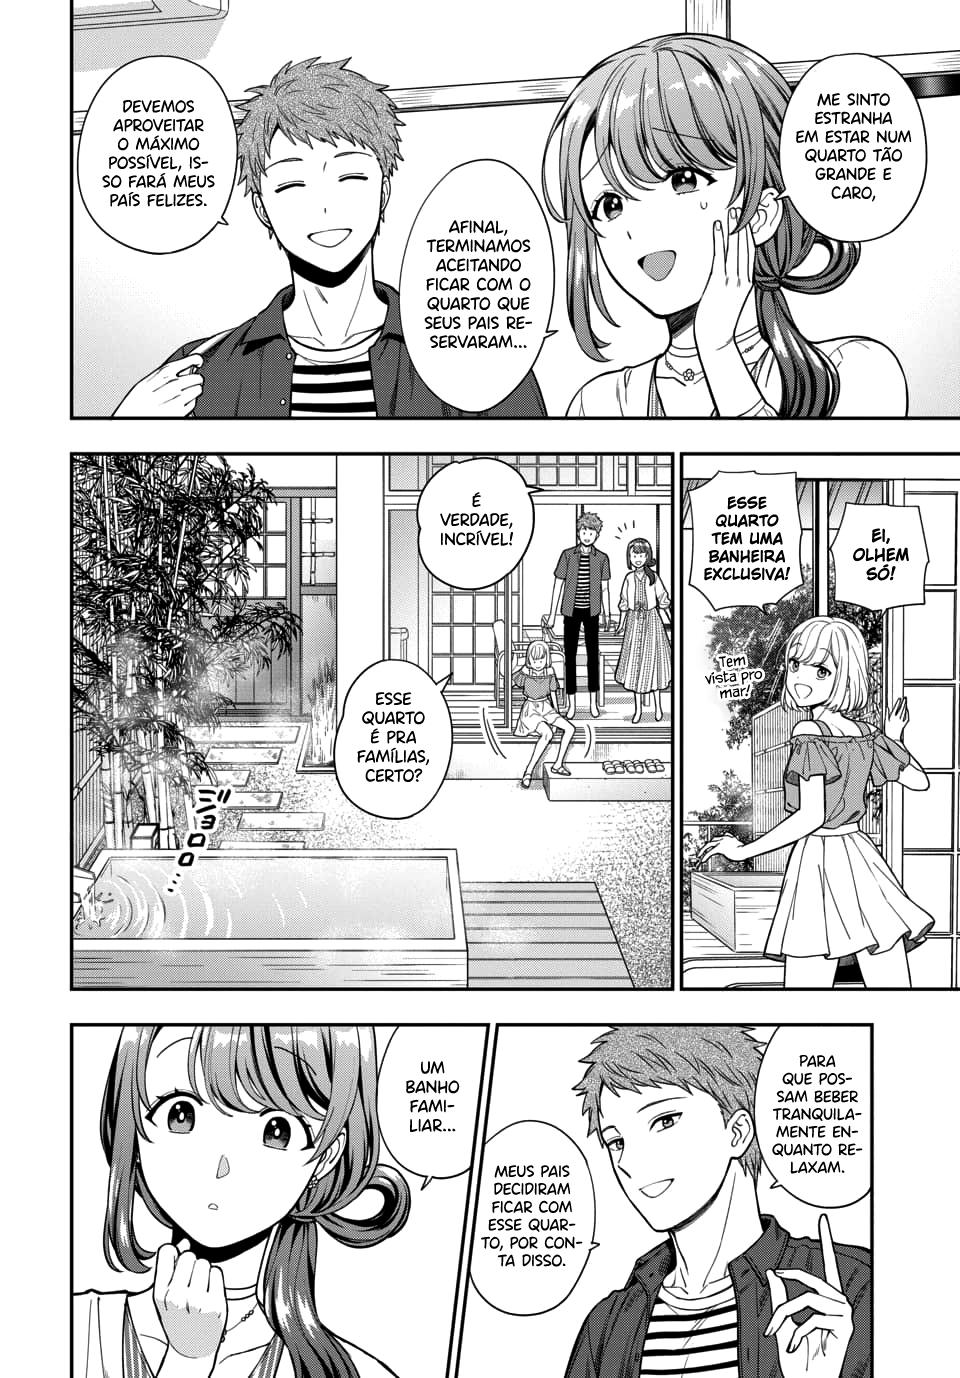 ME SINTO
ESTRANHA
EM ESTAR NUM
QUARTO TÃO
GRANDE E
CARO,
AFINAL,
TERMINAMOS
ACEITANDO
FICAR COM O
QUARTO QUE
SEUS PAIS RE-
SERVARAM...
DEVEMOS
APROVEITAR
O MÁXIMO
POSSÍVEL, IS-
SO FARÁ MEUS
PAÍS FELIZES.
EI,
OLHEM
SÓ!
ESSE
QUARTO
TEM UMA
BANHEIRA
EXCLUSIVA!
Tem
vista pro
mar!
É
VERDADE,
INCRÍVEL!
ESSE
QUARTO
É PRA
FAMÍLIAS,
CERTO?
ジョロロ...
PARA
QUE POS-
SAM BEBER
TRANQUILA-
MENTE EN-
QUANTO RE-
LAXAM.
MEUS PAIS
DECIDIRAM
FICAR COM
ESSE QUAR-
TO, POR CON-
TA DISSO.
UM
BANHO
FAMI-
LIAR...